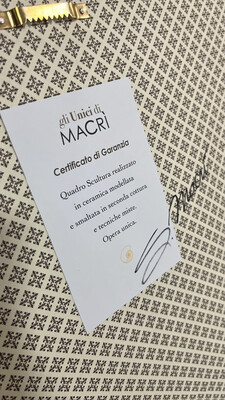 gli Unici di
MACRÌ
Certificato di Garanzia
Quadro Scultura realizzato
in ceramica modellata
e smaltata in seconda cottura
e tecniche miste.
Opera unica.